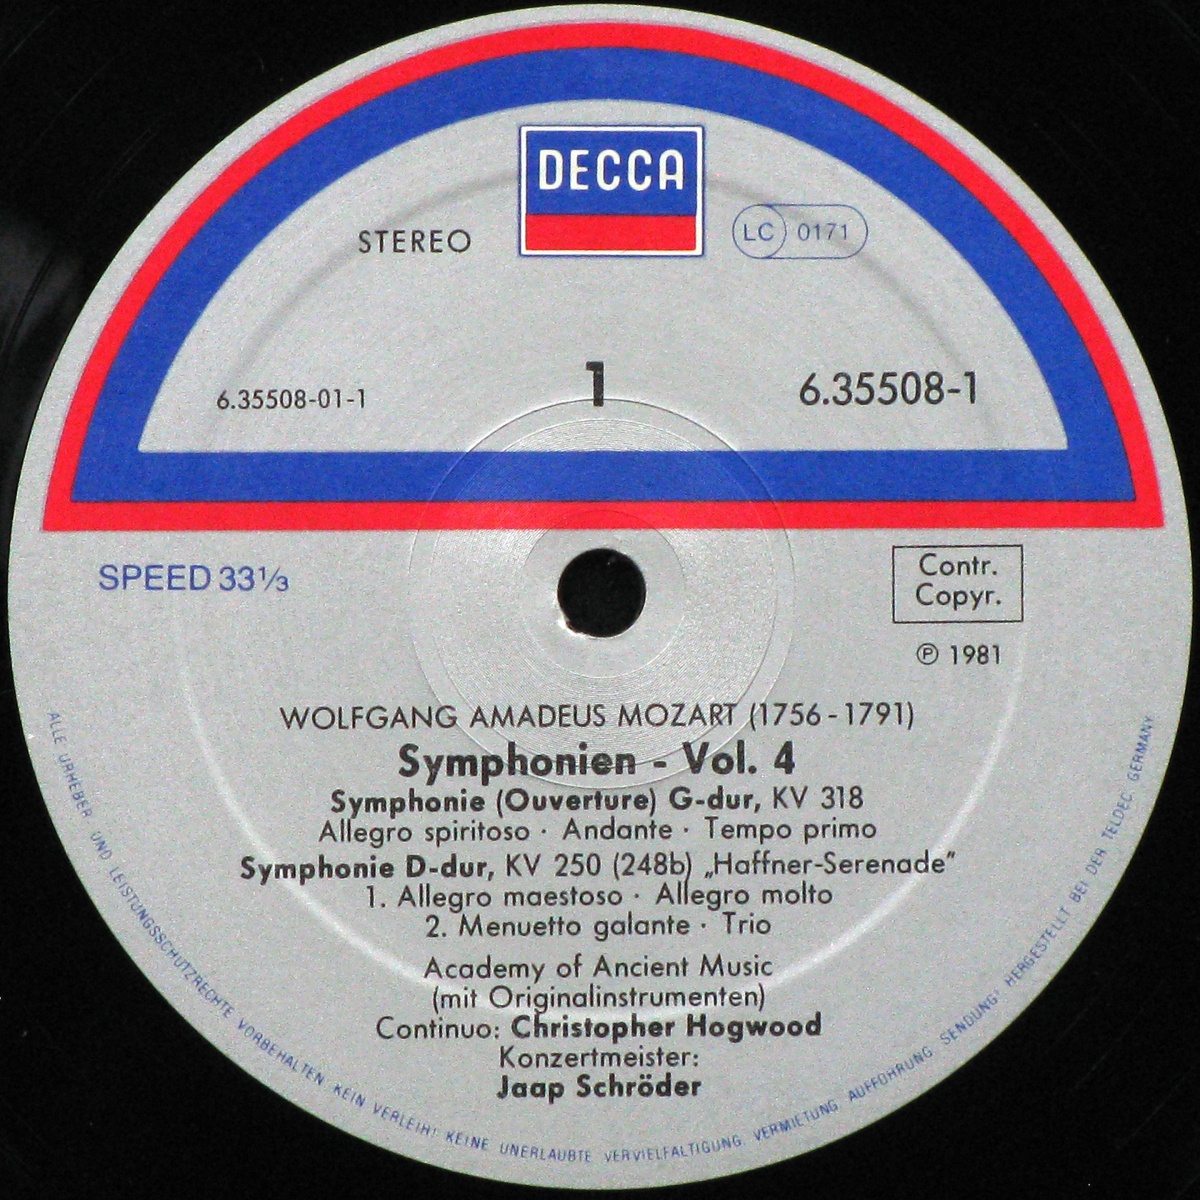 DECCA
STEREO
LC 0171
6.35508-01-1
1
6.35508-1
SPEED 33⅓
Contr.
Copyr.
Ⓟ 1981
WOLFGANG AMADEUS MOZART (1756-1791)
Symphonien - Vol. 4
Symphonie (Ouverture) G-dur, KV 318
Allegro spiritoso · Andante · Tempo primo
Symphonie D-dur, KV 250 (248b) „Haffner-Serenade"
1. Allegro maestoso · Allegro molto
2. Menuetto galante · Trio
Academy of Ancient Music
(mit Originalinstrumenten)
Continuo: Christopher Hogwood
Konzertmeister:
Jaap Schröder
ALLE URHEBER UND LEISTUNGSSCHUTZRECHTE VORBEHALTEN KEIN VERLEIH! KEINE UNERLAUBTE VERVIELFALTIGUNG, VERMIETUNG, AUFFÜHRUNG, SENDUNG! HERGESTELLT BEI DER TELDEC GERMANY